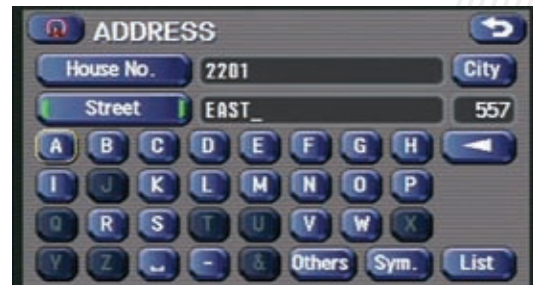 ADDRESS
House No. 2201 City
Street EAST_ 557
A B C D E F G H
I J K L M N O P
Q R S T U V W X
Y Z - & Others Sym. List